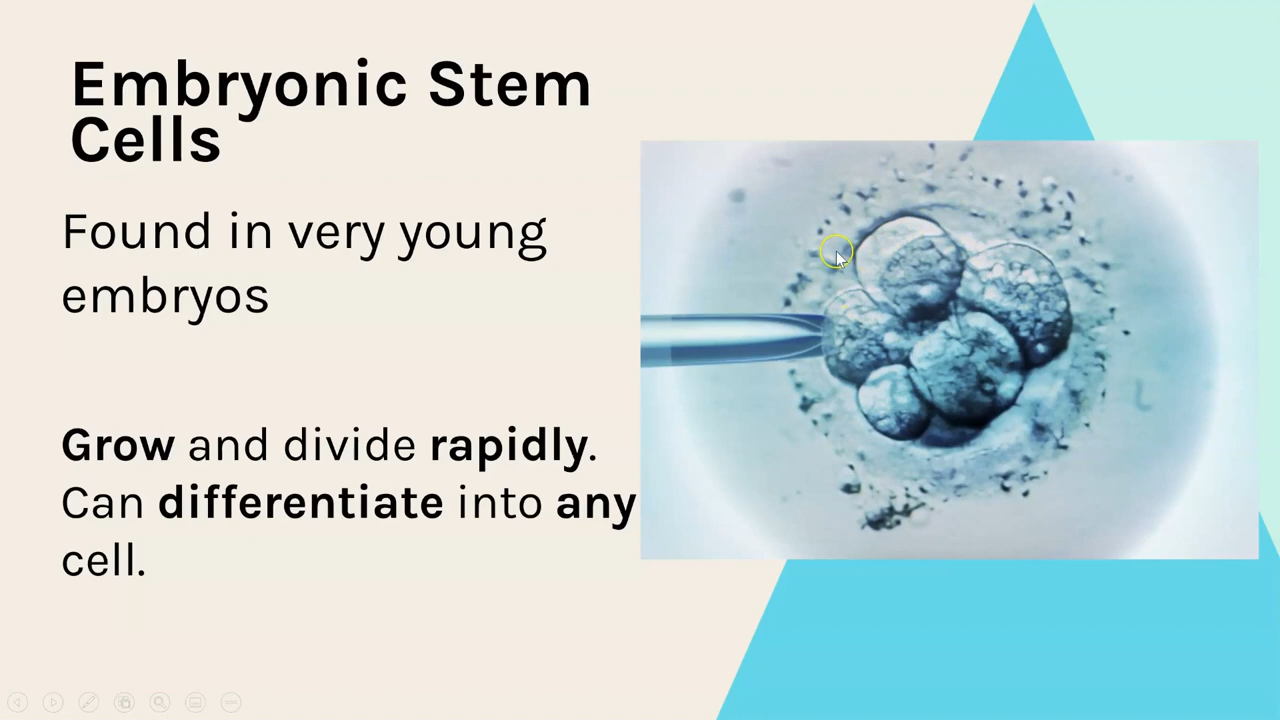 Embryonic Stem
Cells
Found in very young
embryos
Grow and divide rapidly.
Can differentiate into any
cell.